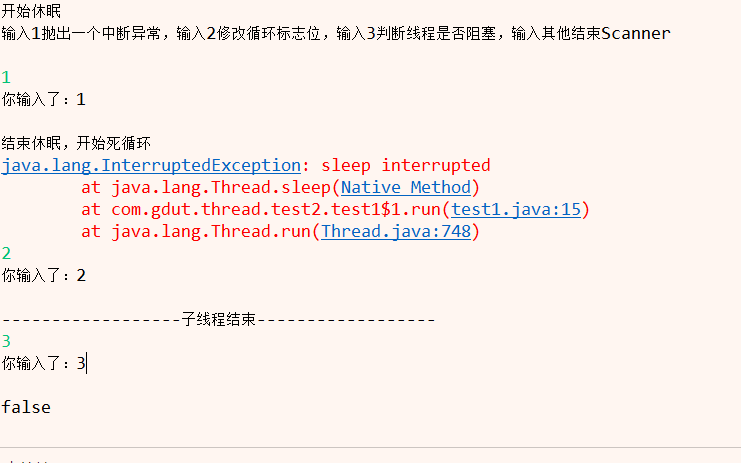 开始休眠
输入1抛出一个中断异常，输入2修改循环标志位，输入3判断线程是否阻塞，输入其他结束Scanner
1
你输入了：1
结束休眠，开始死循环
java.lang.InterruptedException: sleep interrupted
at java.lang.Thread.sleep(Native Method)
at com.gdut.thread.test2.test1$1.run(test1.java:15)
at java.lang.Thread.run(Thread.java:748)
2
你输入了：2
------------------子线程结束------------------
3
你输入了：3
false